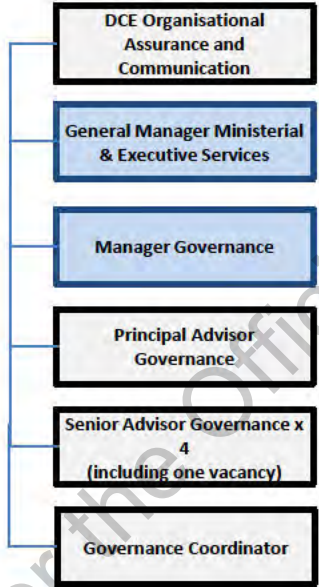 DCE Organisational
Assurance and
Communication
General Manager Ministerial
& Executive Services
Manager Governance
Principal Advisor
Governance
Senior Advisor Governance x
4
(including one vacancy)
Governance Coordinator